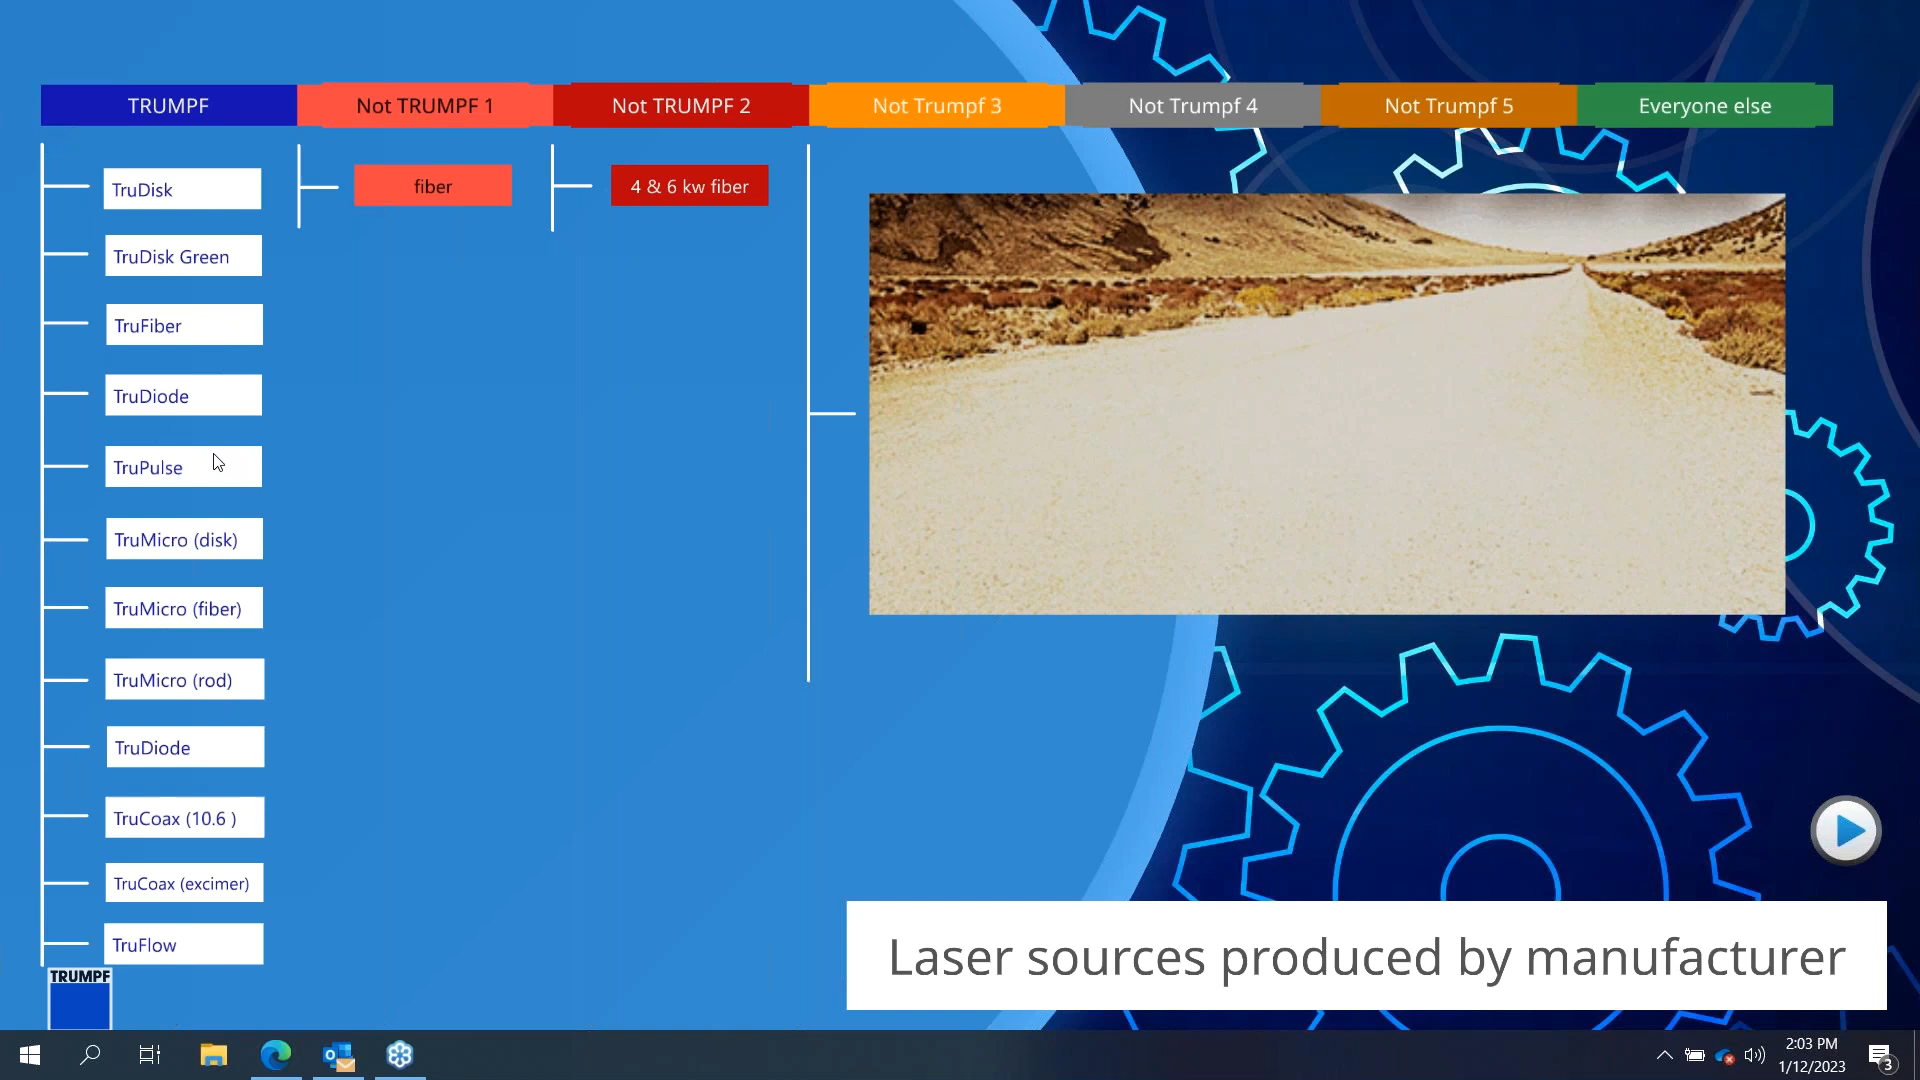 TRUMPF
Not TRUMPF 1
Not TRUMPF 2
Not Trumpf 3
Not Trumpf 4
Not Trumpf 5
Everyone else
TruDisk
fiber
4 & 6 kw fiber
TruDisk Green
TruFiber
TruDiode
TruPulse
TruMicro (disk)
TruMicro (fiber)
TruMicro (rod)
TruDiode
TruCoax (10.6 )
TruCoax (excimer)
TruFlow
TRUMPF
Laser sources produced by manufacturer
2:03 PM
1/12/2023
3